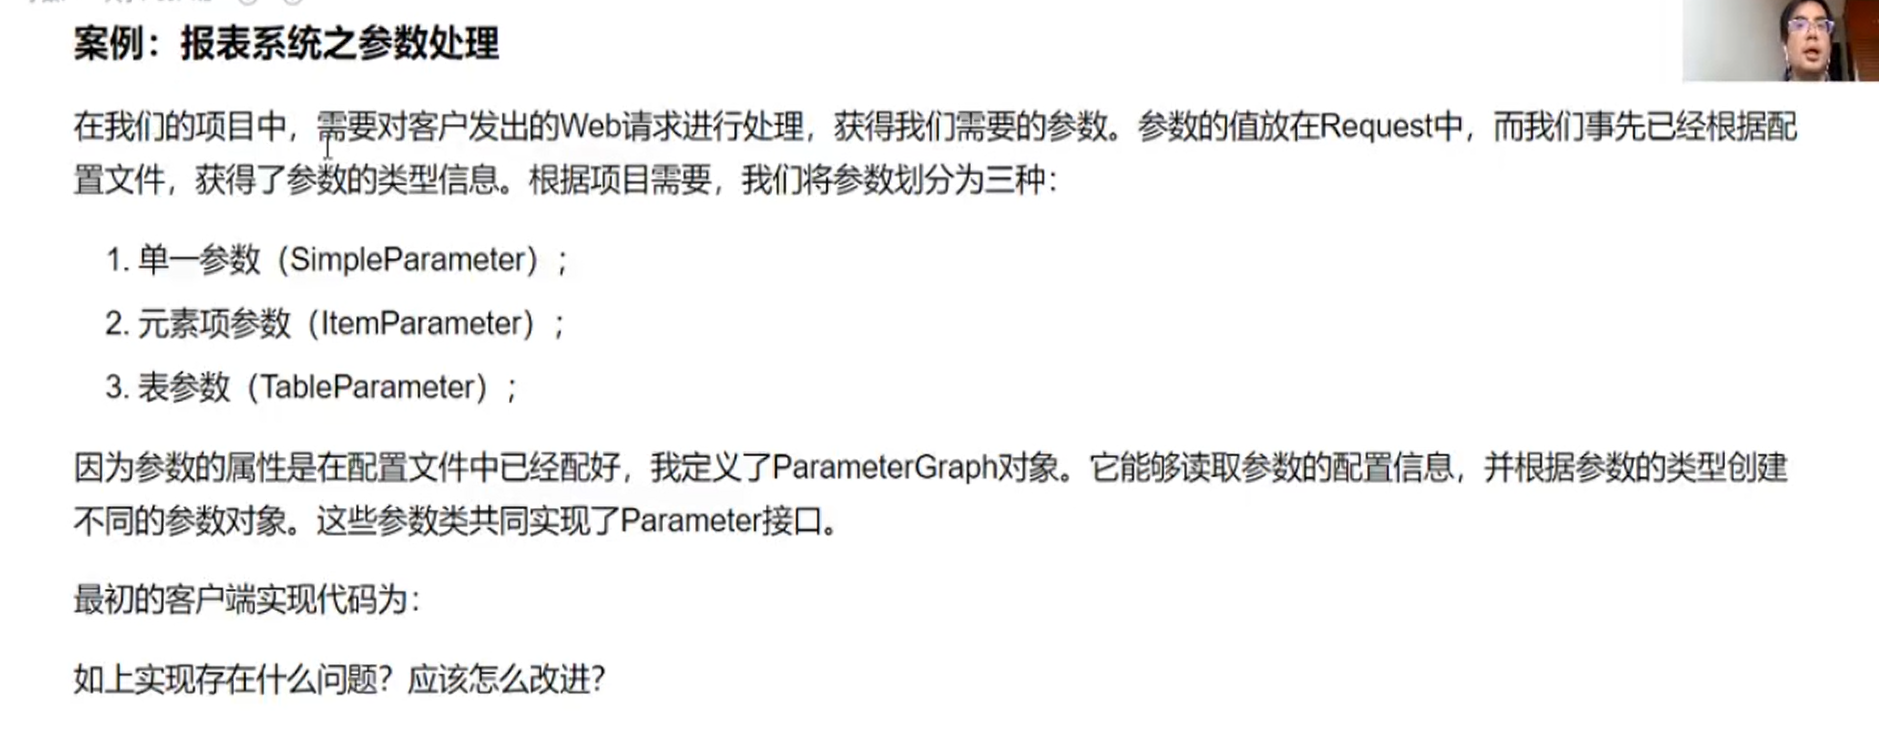 案例：报表系统之参数处理
在我们的项目中，需要对客户发出的Web请求进行处理，获得我们需要的参数。参数的值放在Request中，而我们事先已经根据配
置文件，获得了参数的类型信息。根据项目需要，我们将参数划分为三种：
1. 单一参数（SimpleParameter）；
2. 元素项参数（ItemParameter）；
3. 表参数（TableParameter）；
因为参数的属性是在配置文件中已经配好，我定义了ParameterGraph对象。它能够读取参数的配置信息，并根据参数的类型创建
不同的参数对象。这些参数类共同实现了Parameter接口。
最初的客户端实现代码为：
如上实现存在什么问题？应该怎么改进？